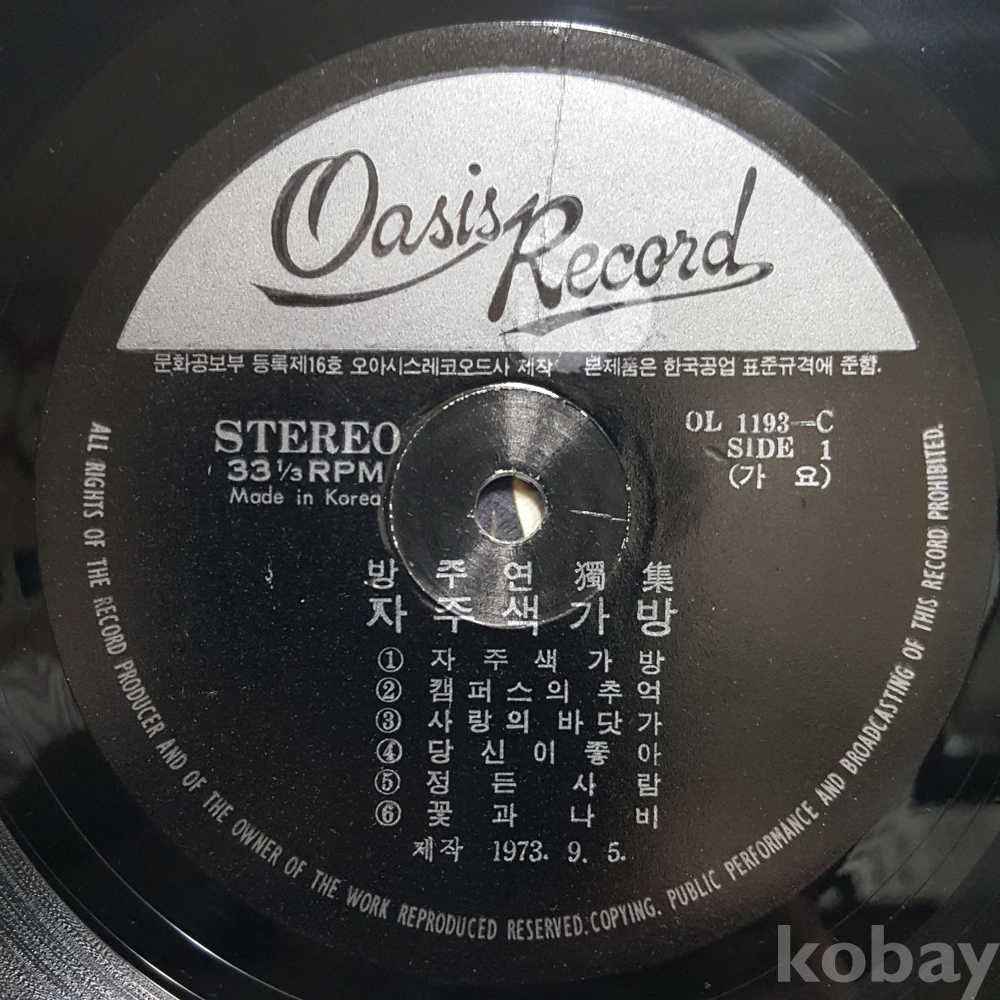 Oasis Record
문화공보부 등록제16호 오아시스레코오드사 제작 본제품은 한국공업 표준규격에 준함.
STEREO
33 1/3 RPM
Made in Korea
OL 1193-C
SIDE 1
(가 요)
방 주 연 獨 集
자 주 색 가 방
① 자 주 색 가 방
② 캠 퍼 스 의 추 억
③ 사 랑 의 바 닷 가
④ 당 신 이 좋 아
⑤ 정 든 사 람
⑥ 꽃 과 나 비
제작 1973. 9. 5.
ALL RIGHTS OF THE RECORD PRODUCER AND OF THE OWNER OF THE WORK REPRODUCED RESERVED. COPYING. PUBLIC PERFORMANCE AND BROADCASTING OF THIS RECORD PROHIBITED.
kobay